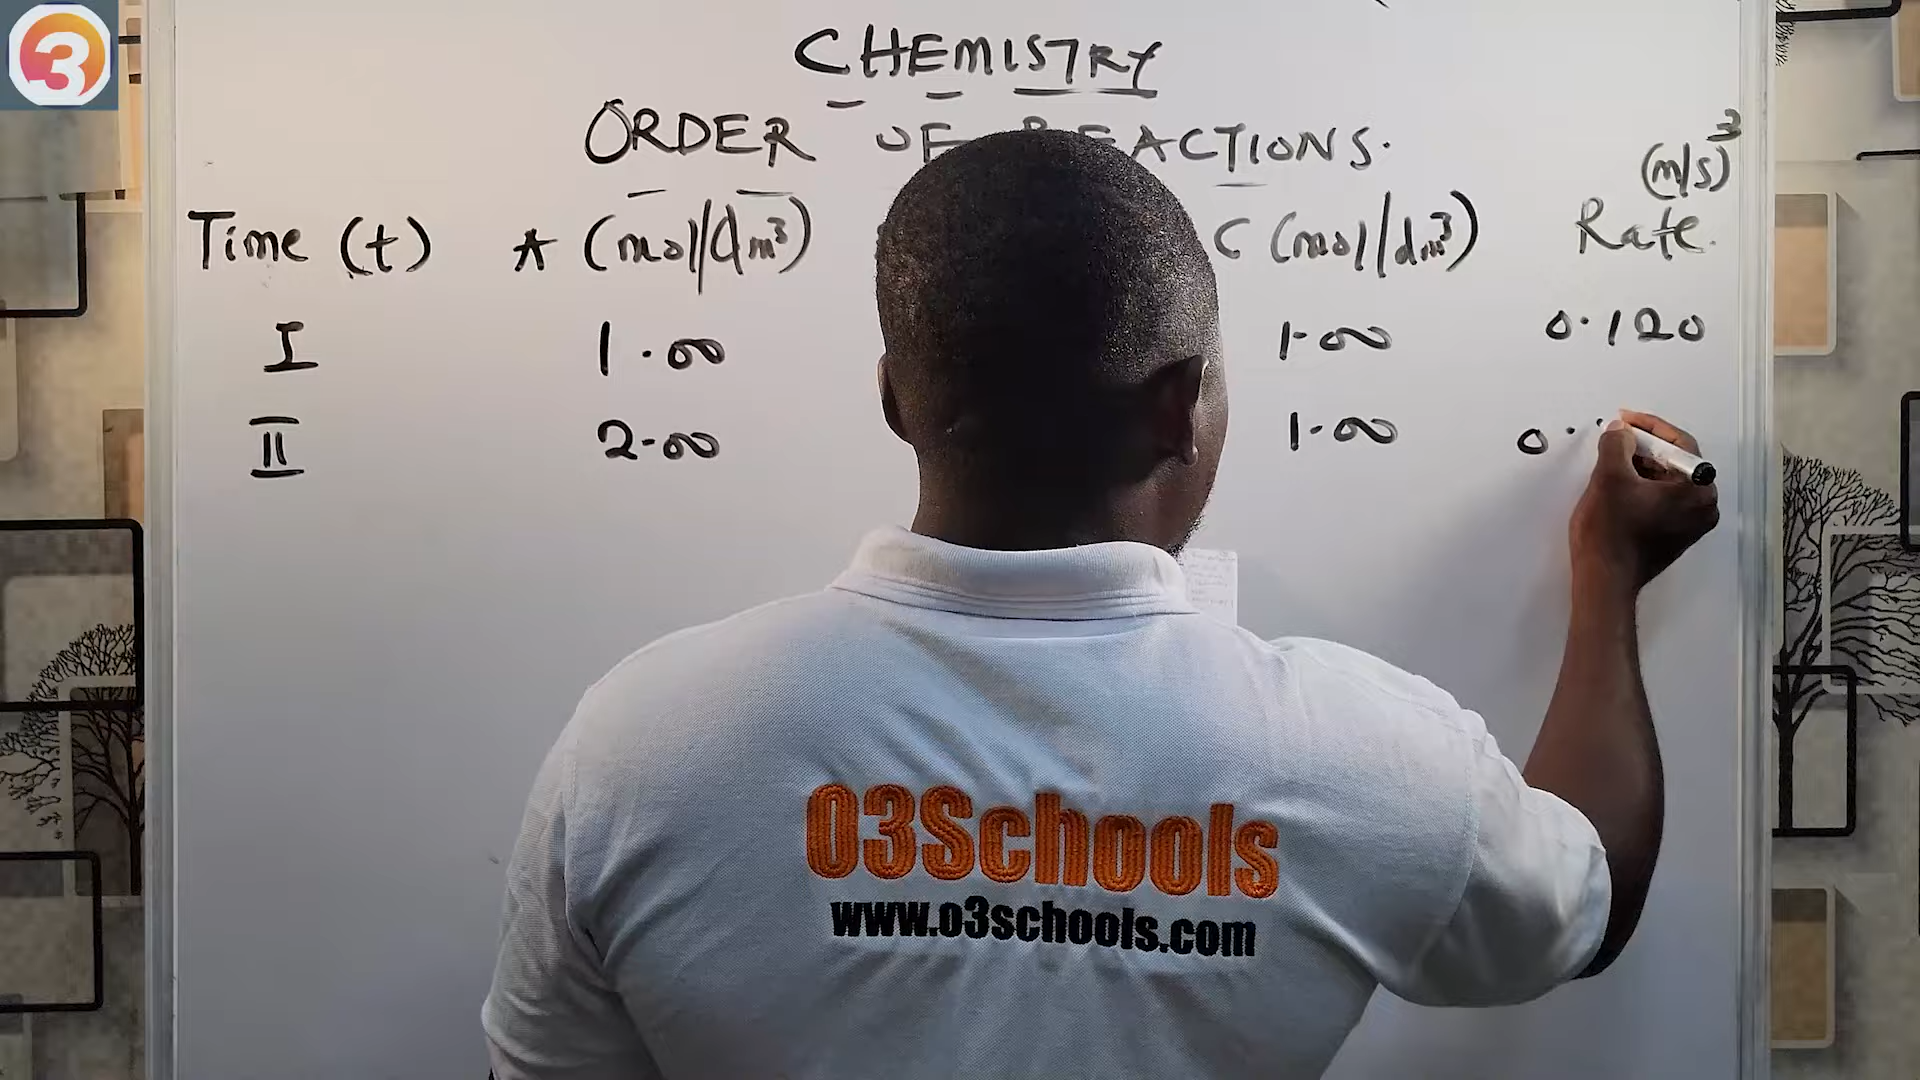 3
CHEMISTRY
ORDER OF REACTIONS.
(m/s)³
Time (t) A (mol/dm³) C (mol/dm³) Rate.
I 1.00 1.00 0.120
II 2.00 1.00 0.
O3Schools
www.o3schools.com